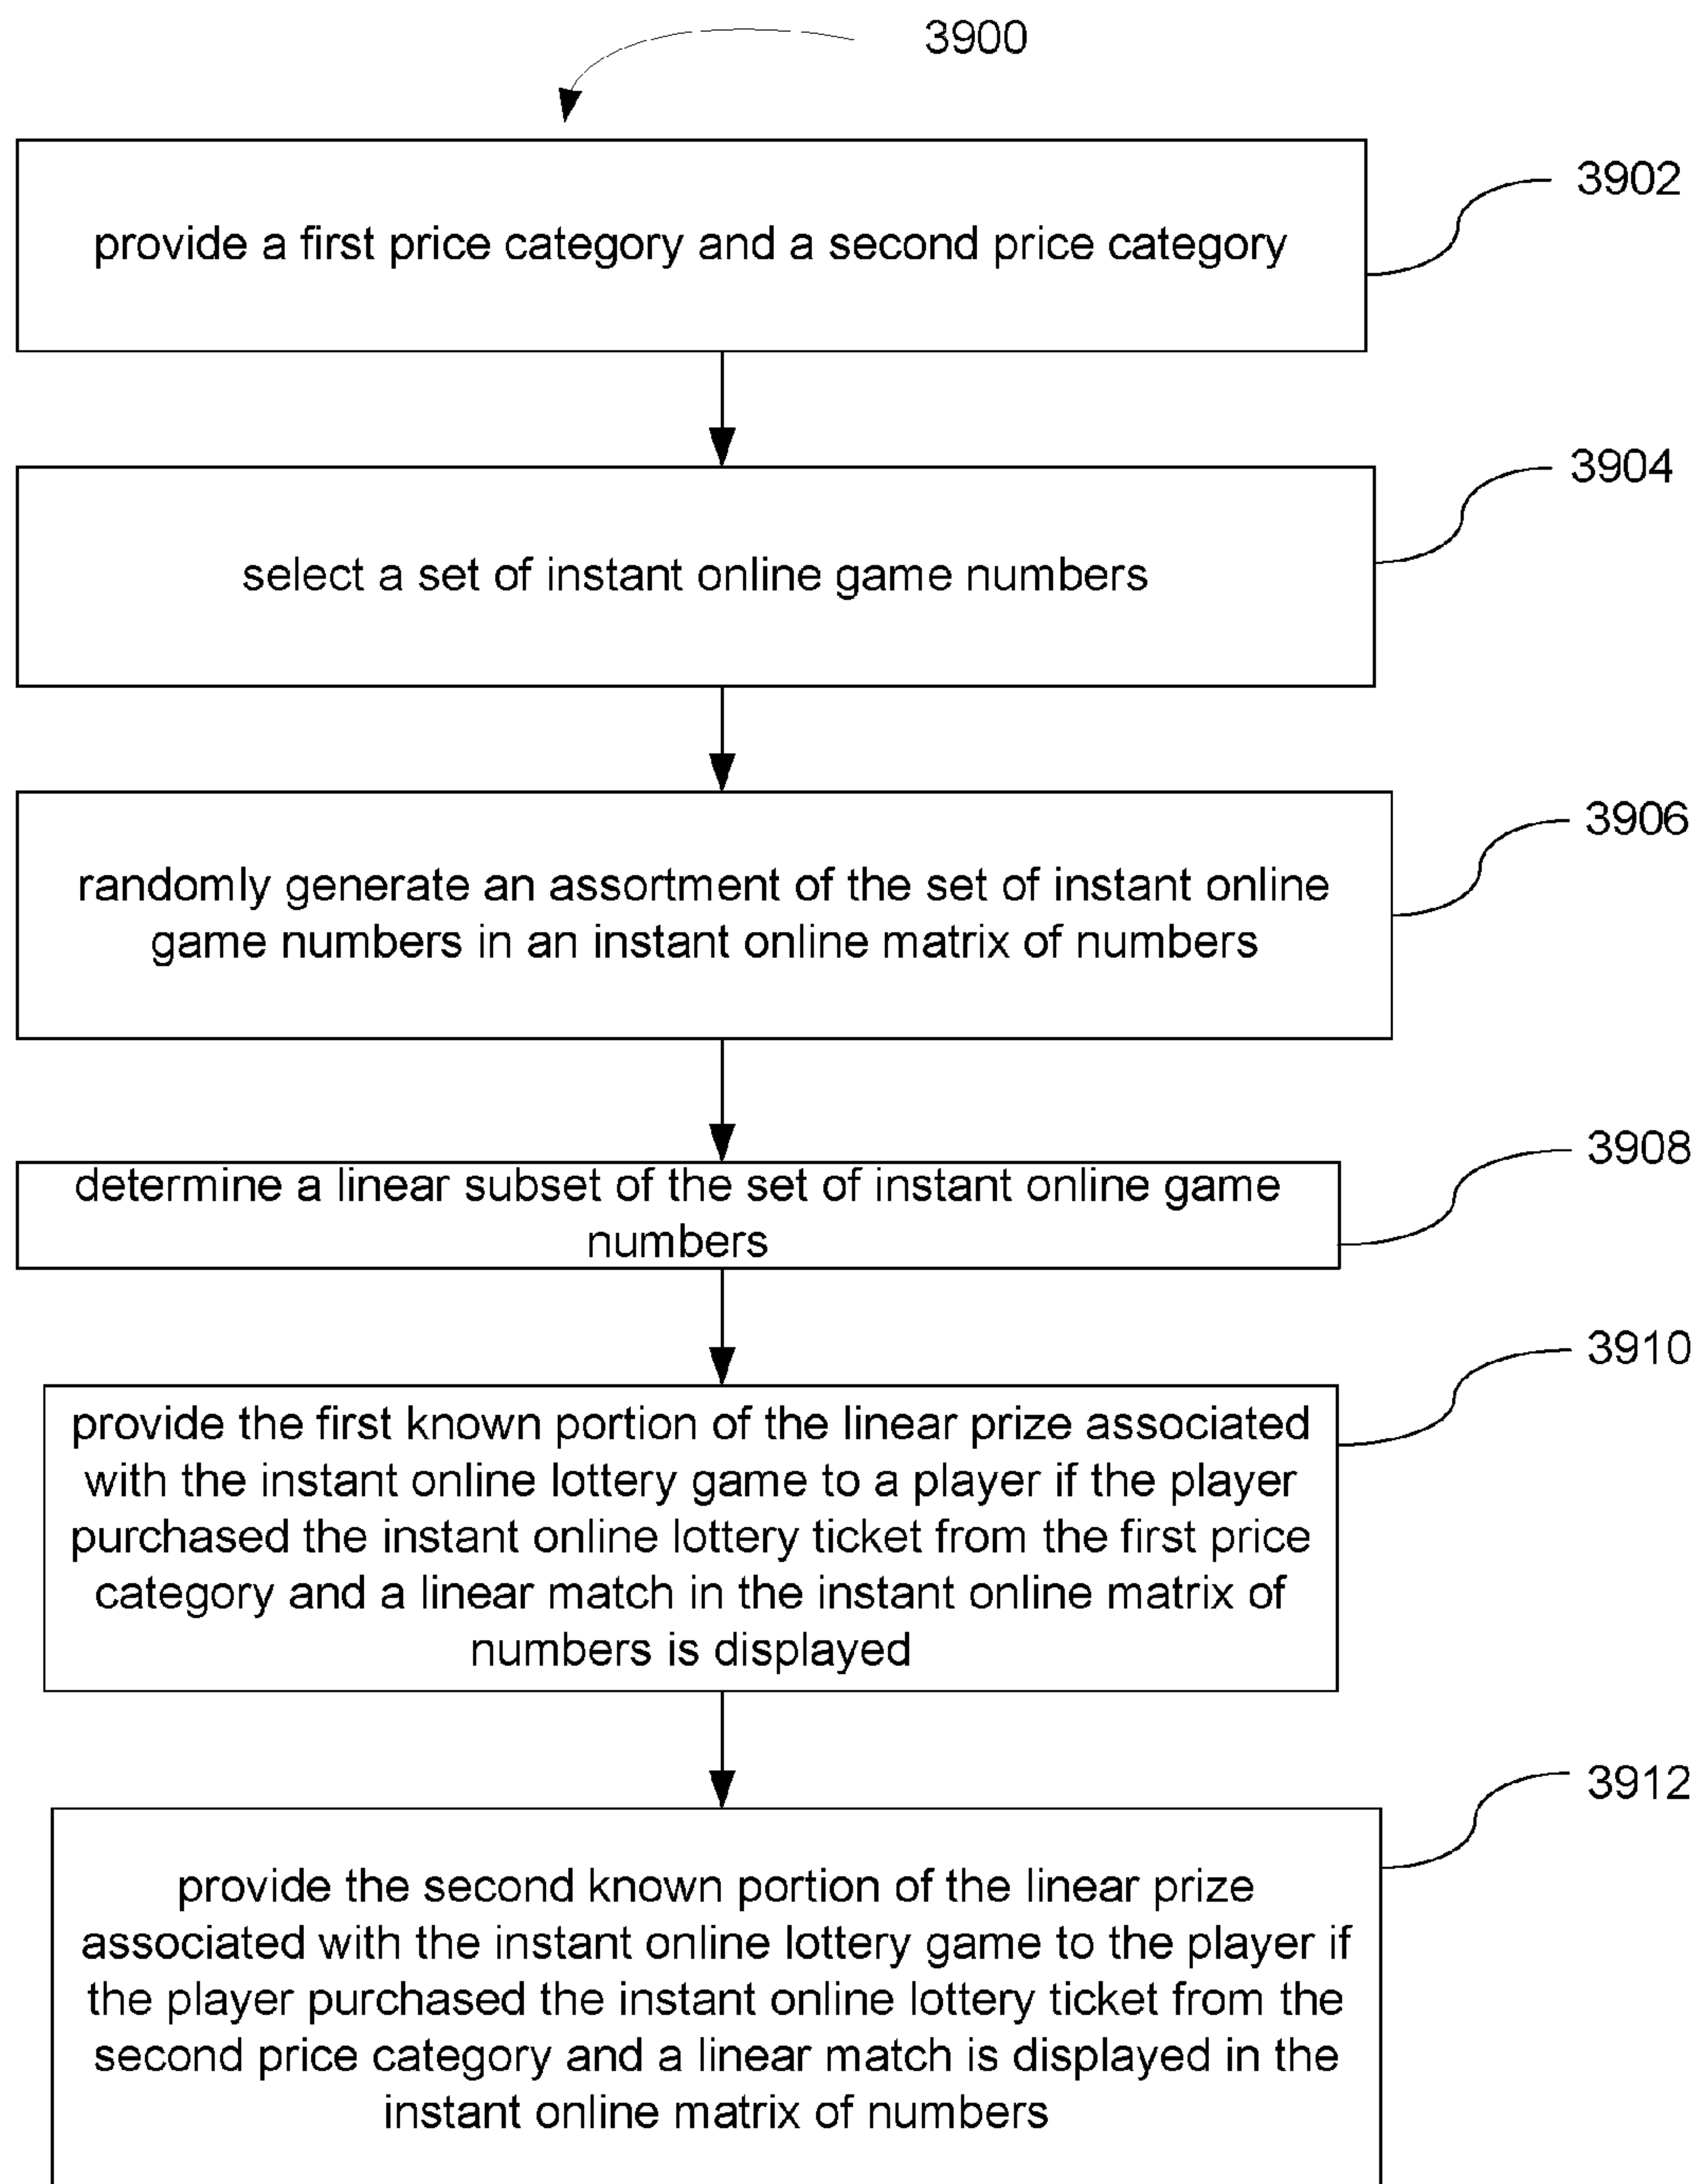 3900
provide a first price category and a second price category
3902
select a set of instant online game numbers
3904
randomly generate an assortment of the set of instant online
game numbers in an instant online matrix of numbers
3906
determine a linear subset of the set of instant online game
numbers
3908
provide the first known portion of the linear prize associated
with the instant online lottery game to a player if the player
purchased the instant online lottery ticket from the first price
category and a linear match in the instant online matrix of
numbers is displayed
3910
provide the second known portion of the linear prize
associated with the instant online lottery game to the player if
the player purchased the instant online lottery ticket from the
second price category and a linear match is displayed in the
instant online matrix of numbers
3912